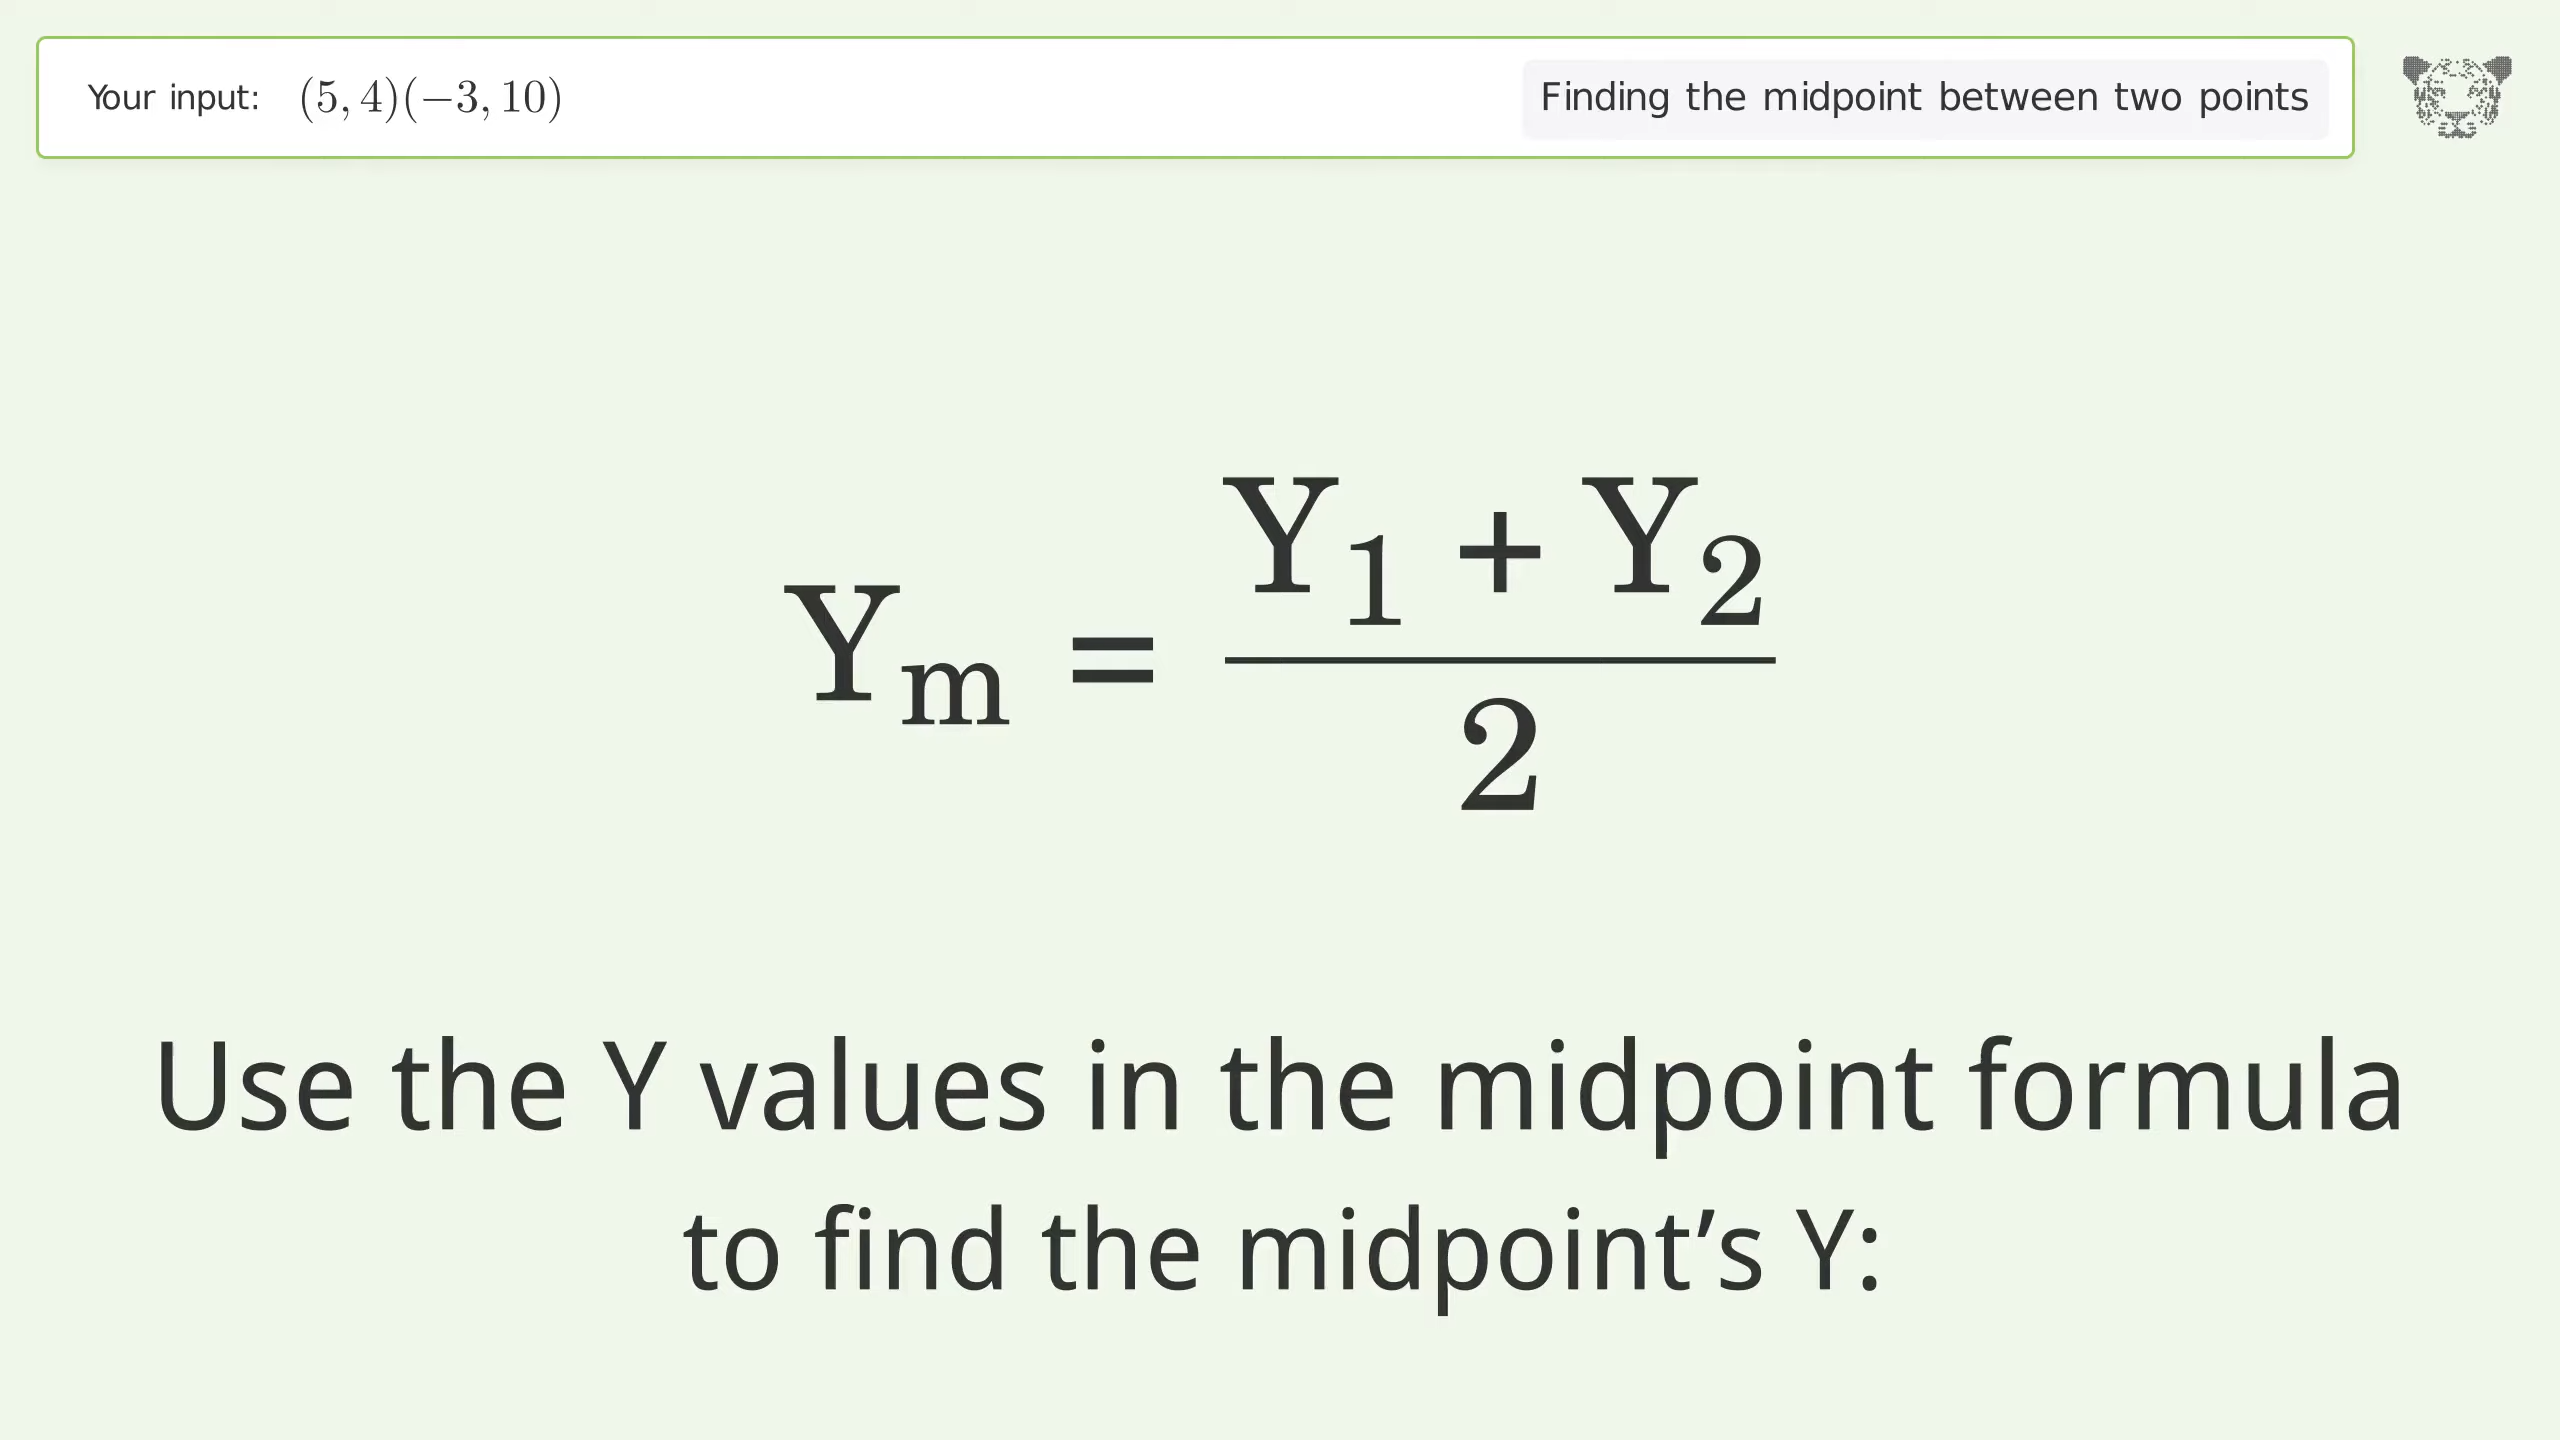 Your input: (5, 4)(−3, 10)
Finding the midpoint between two points
Yₘ = (Y₁ + Y₂) / 2
Use the Y values in the midpoint formula
to find the midpoint’s Y: